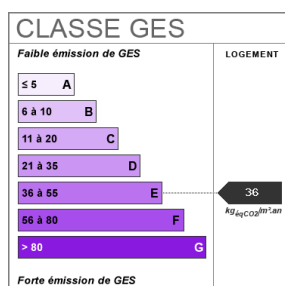 CLASSE GES
Faible émission de GES
LOGEMENT
≤ 5 A
6 à 10 B
11 à 20 C
21 à 35 D
36 à 55 E
36
kgéqCO2/m².an
56 à 80 F
> 80 G
Forte émission de GES